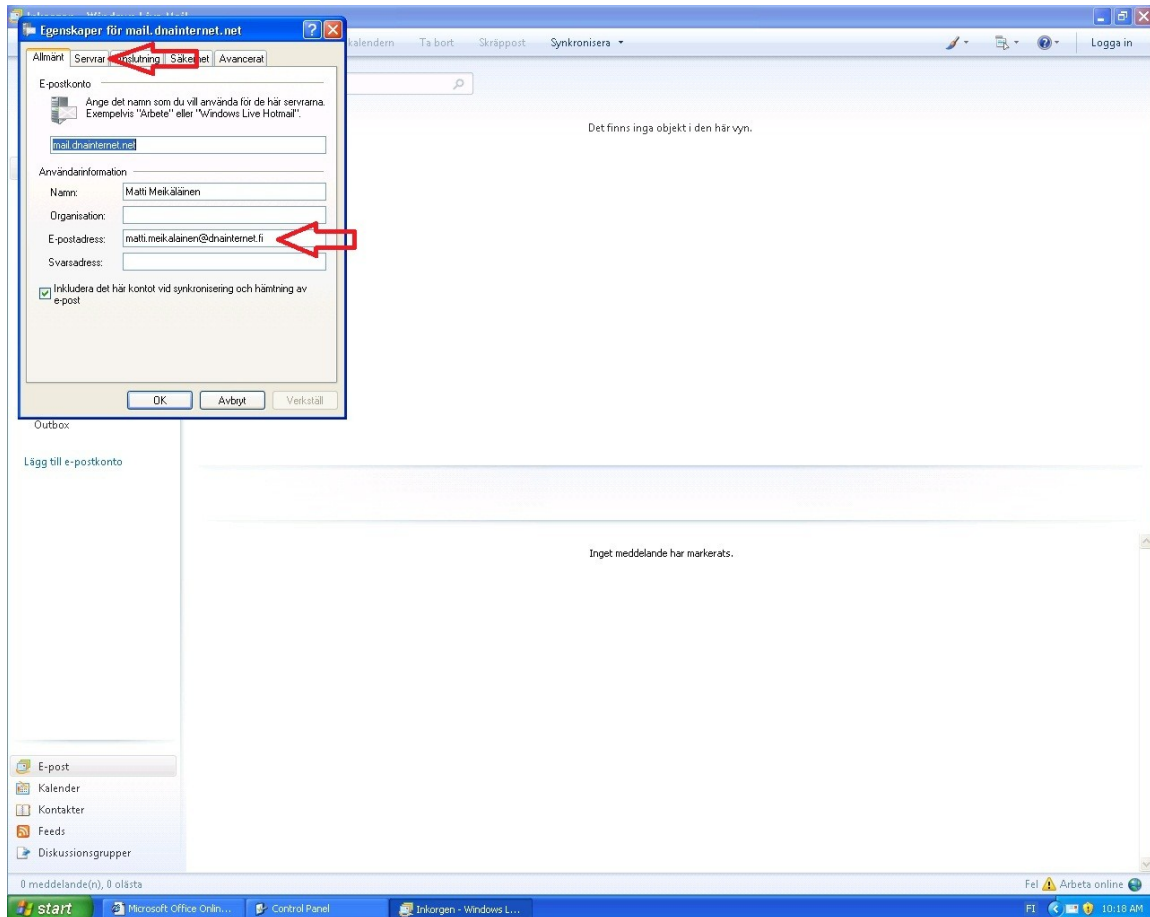 Egenskaper för mail.dnainternet.net
Allmänt Servrar Säkerhet Avancerat
E-postkonto
Ange det namn som du vill använda för de här servrarna.
Exempelvis "Arbete" eller "Windows Live Hotmail".
mail.dnainternet.net
Användarinformation
Namn: Matti Meikäläinen
Organisation:
E-postadress: matti.meikalainen@dnainternet.fi
Svarsadress:
Inkludera det här kontot vid synkronisering och hämtning av
e-post
OK Avbryt Verkställ
kalendern Ta bort Skräppost Synkronisera Logga in
Det finns inga objekt i den här vyn.
Outbox
Lägg till e-postkonto
Inget meddelande har markerats.
E-post
Kalender
Kontakter
Feeds
Diskussionsgrupper
0 meddelande(n), 0 olästa
Fel Arbeta online
start Microsoft Office Onlin... Control Panel Inkorgen - Windows L... FI 10:18 AM